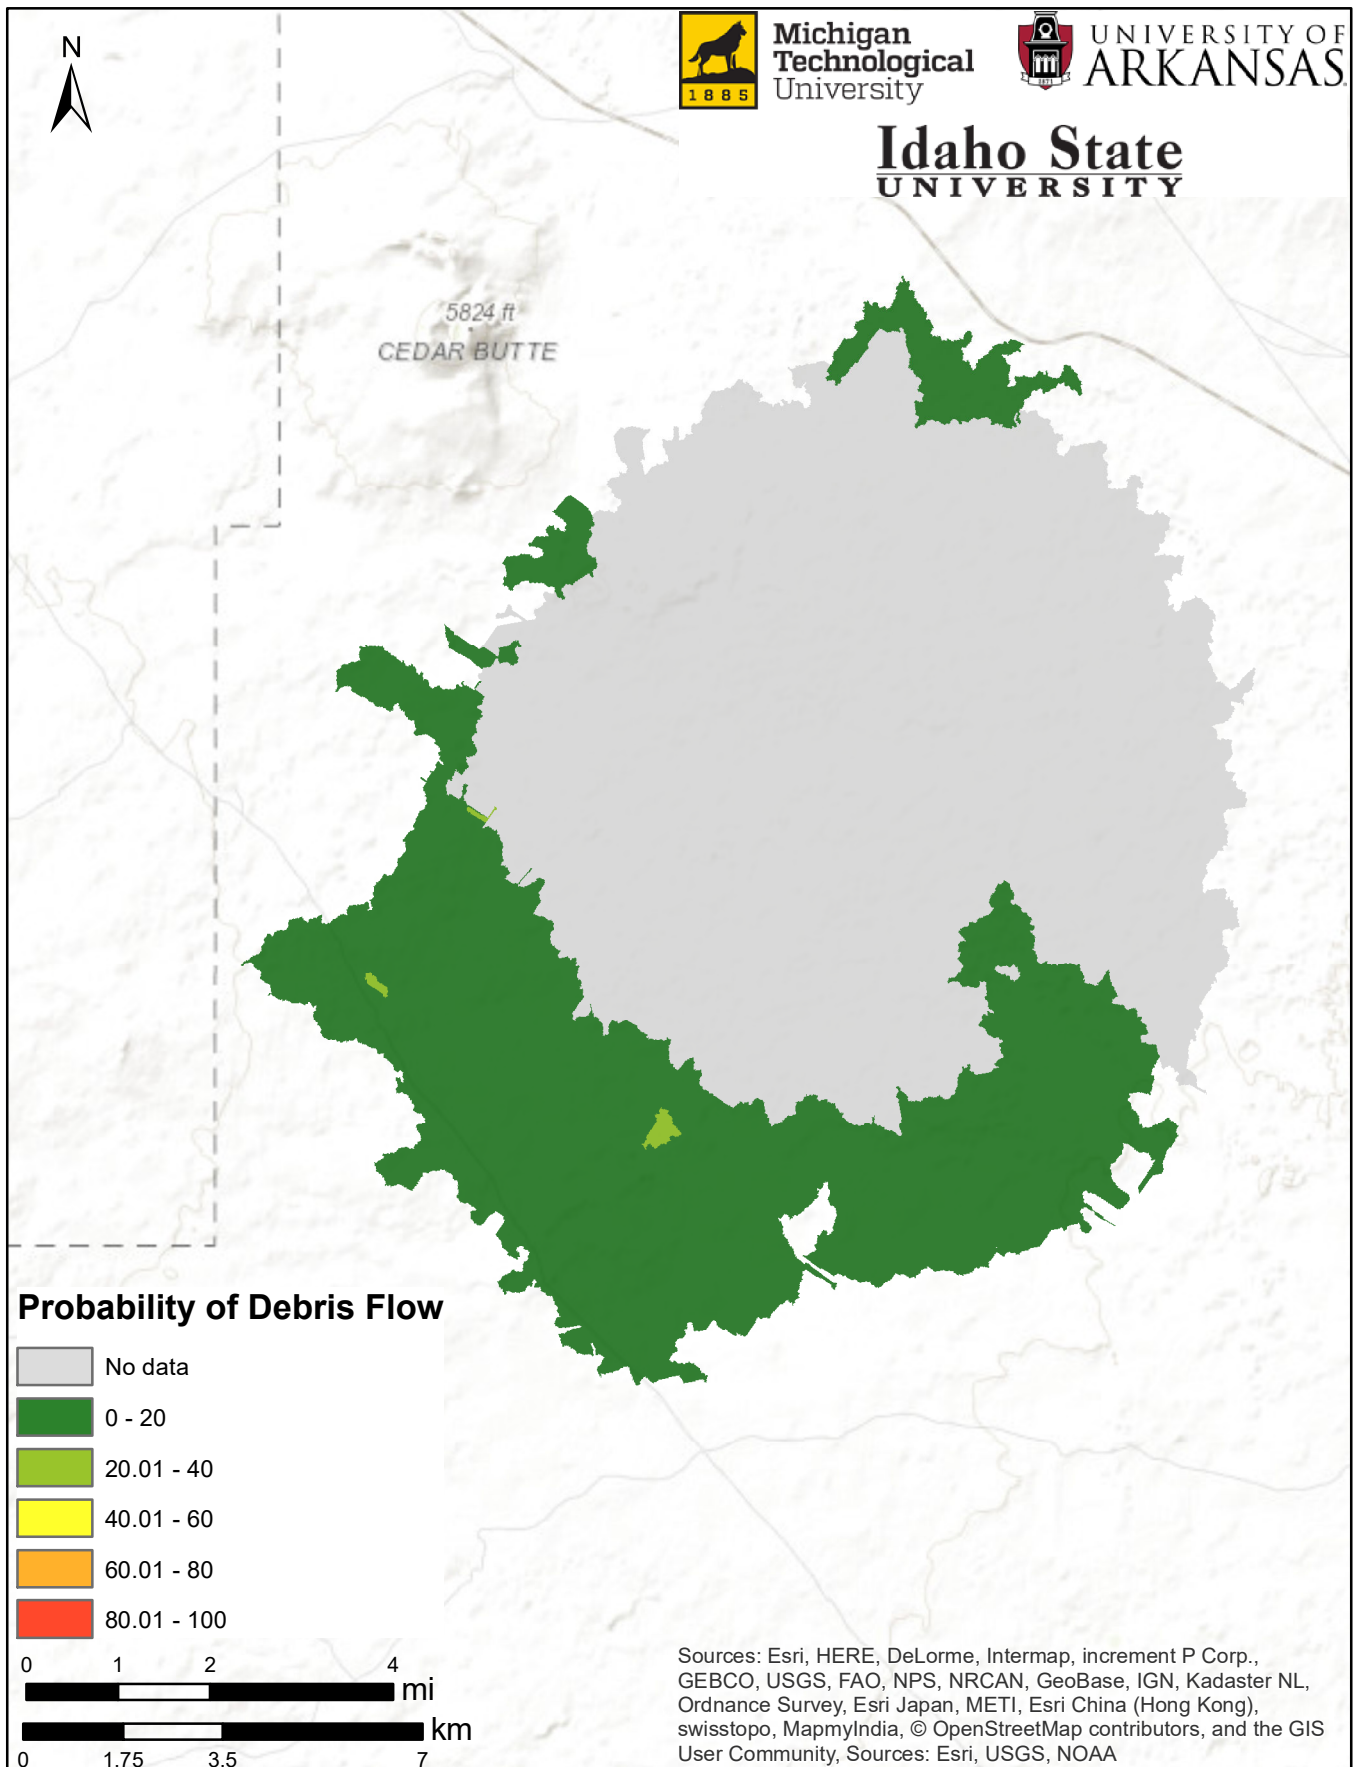 N
Michigan
Technological
University
1885
UNIVERSITY OF
ARKANSAS
1871
Idaho State
UNIVERSITY
5824 ft
CEDAR BUTTE
Probability of Debris Flow
No data
0 - 20
20.01 - 40
40.01 - 60
60.01 - 80
80.01 - 100
0 1 2 4
mi
km
0 1.75 3.5 7
Sources: Esri, HERE, DeLorme, Intermap, increment P Corp.,
GEBCO, USGS, FAO, NPS, NRCAN, GeoBase, IGN, Kadaster NL,
Ordnance Survey, Esri Japan, METI, Esri China (Hong Kong),
swisstopo, MapmyIndia, © OpenStreetMap contributors, and the GIS
User Community, Sources: Esri, USGS, NOAA